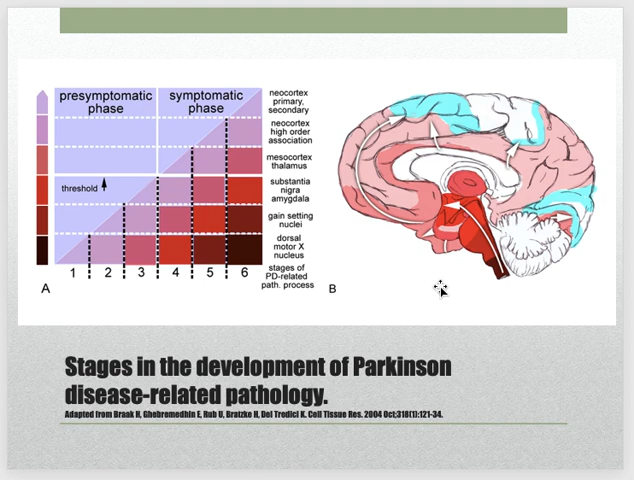 presymptomatic
phase
symptomatic
phase
neocortex
primary,
secondary
neocortex
high order
association
mesocortex
thalamus
threshold
substantia
nigra
amygdala
gain setting
nuclei
dorsal
motor X
nucleus
1 2 3 4 5 6
stages of
PD-related
path. process
A
B
Stages in the development of Parkinson
disease-related pathology.
Adapted from Braak H, Ghebremedhin E, Rub U, Bratzke H, Del Tredici K. Cell Tissue Res. 2004 Oct;318(1):121-34.